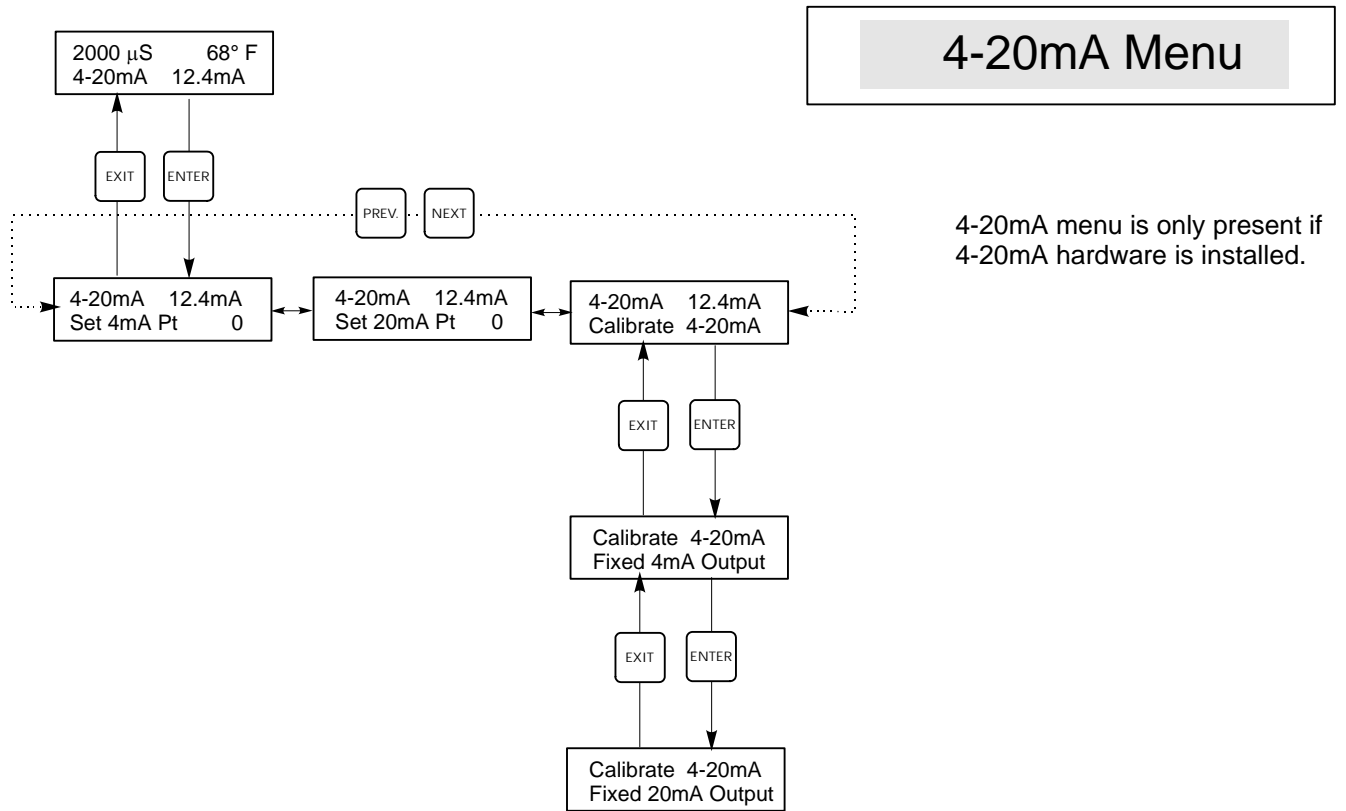 4-20mA Menu
2000 μS 68° F
4-20mA 12.4mA
EXIT
ENTER
PREV.
NEXT
4-20mA menu is only present if
4-20mA hardware is installed.
4-20mA 12.4mA
Set 4mA Pt 0
4-20mA 12.4mA
Set 20mA Pt 0
4-20mA 12.4mA
Calibrate 4-20mA
EXIT
ENTER
Calibrate 4-20mA
Fixed 4mA Output
EXIT
ENTER
Calibrate 4-20mA
Fixed 20mA Output